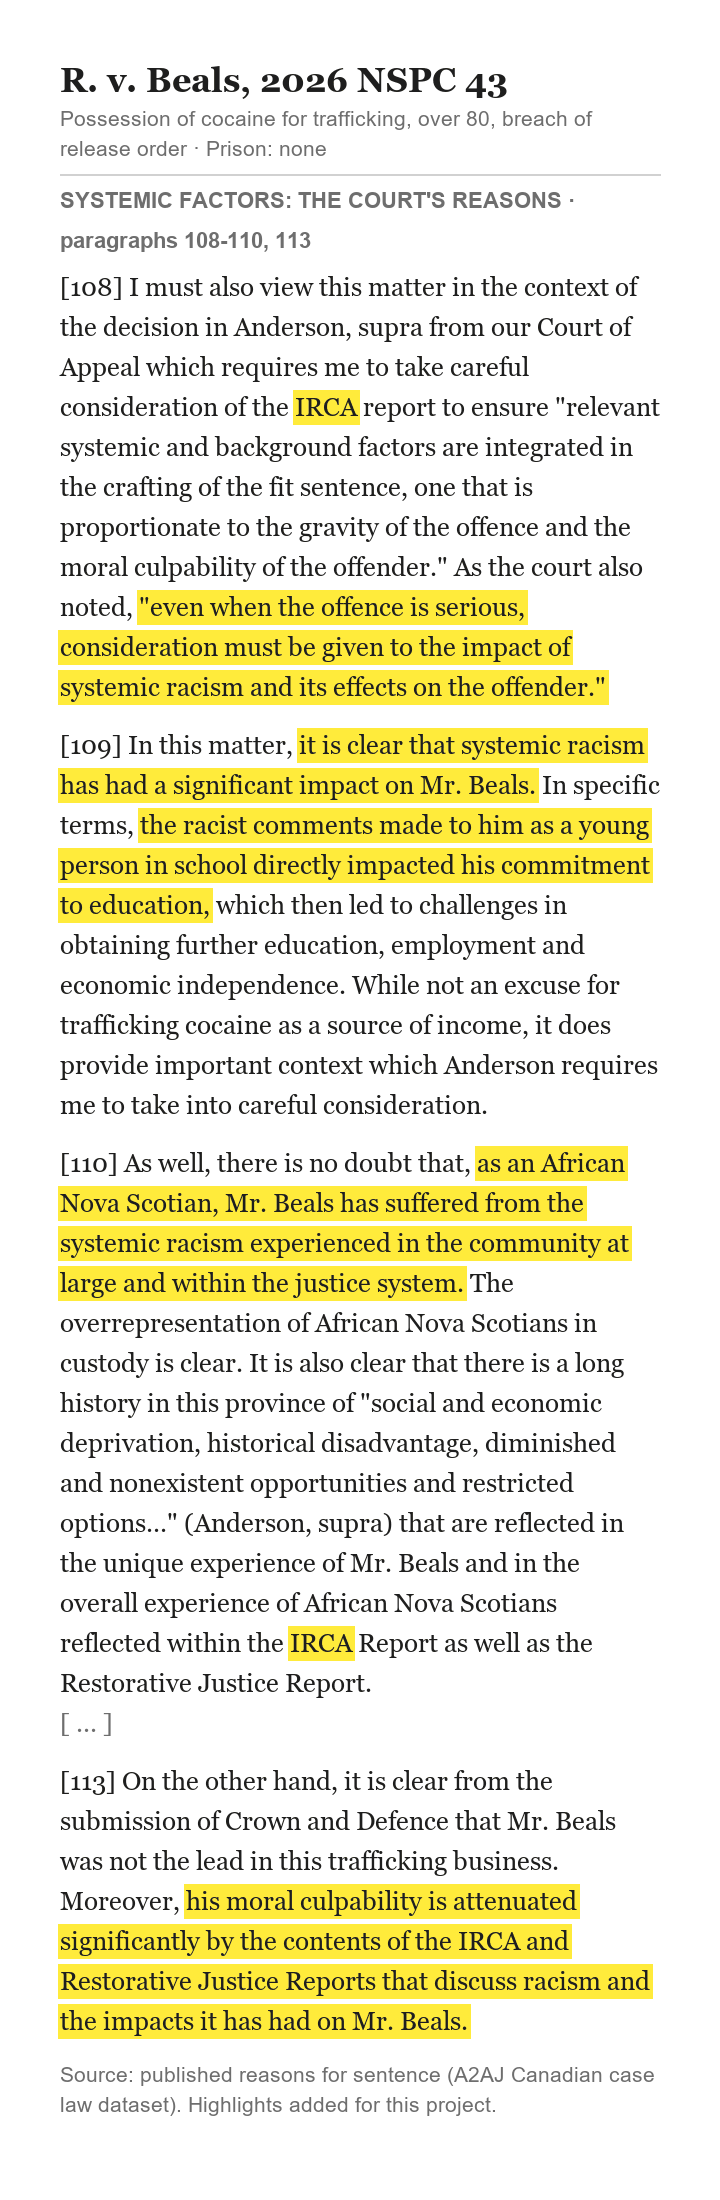 R. v. Beals, 2026 NSPC 43
Possession of cocaine for trafficking, over 80, breach of
release order · Prison: none
SYSTEMIC FACTORS: THE COURT'S REASONS ·
paragraphs 108-110, 113
[108] I must also view this matter in the context of
the decision in Anderson, supra from our Court of
Appeal which requires me to take careful
consideration of the IRCA report to ensure "relevant
systemic and background factors are integrated in
the crafting of the fit sentence, one that is
proportionate to the gravity of the offence and the
moral culpability of the offender." As the court also
noted, "even when the offence is serious,
consideration must be given to the impact of
systemic racism and its effects on the offender."
[109] In this matter, it is clear that systemic racism
has had a significant impact on Mr. Beals. In specific
terms, the racist comments made to him as a young
person in school directly impacted his commitment
to education, which then led to challenges in
obtaining further education, employment and
economic independence. While not an excuse for
trafficking cocaine as a source of income, it does
provide important context which Anderson requires
me to take into careful consideration.
[110] As well, there is no doubt that, as an African
Nova Scotian, Mr. Beals has suffered from the
systemic racism experienced in the community at
large and within the justice system. The
overrepresentation of African Nova Scotians in
custody is clear. It is also clear that there is a long
history in this province of "social and economic
deprivation, historical disadvantage, diminished
and nonexistent opportunities and restricted
options..." (Anderson, supra) that are reflected in
the unique experience of Mr. Beals and in the
overall experience of African Nova Scotians
reflected within the IRCA Report as well as the
Restorative Justice Report.
[ ... ]
[113] On the other hand, it is clear from the
submission of Crown and Defence that Mr. Beals
was not the lead in this trafficking business.
Moreover, his moral culpability is attenuated
significantly by the contents of the IRCA and
Restorative Justice Reports that discuss racism and
the impacts it has had on Mr. Beals.
Source: published reasons for sentence (A2AJ Canadian case
law dataset). Highlights added for this project.